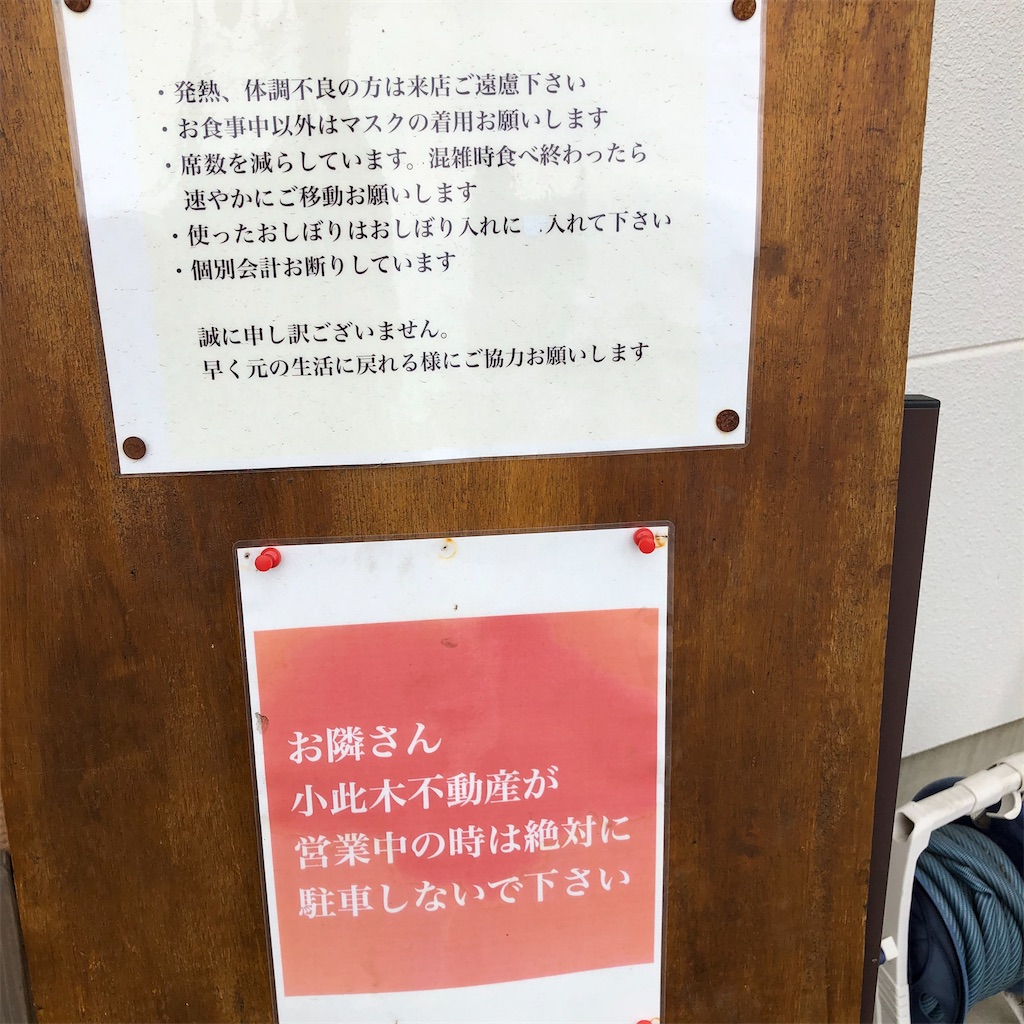 ・発熱、体調不良の方は来店ご遠慮下さい
・お食事中以外はマスクの着用お願いします
・席数を減らしています。混雑時食べ終わったら
速やかにご移動お願いします
・使ったおしぼりはおしぼり入れに 入れて下さい
・個別会計お断りしています
誠に申し訳ございません。
早く元の生活に戻れる様にご協力お願いします
お隣さん
小此木不動産が
営業中の時は絶対に
駐車しないで下さい